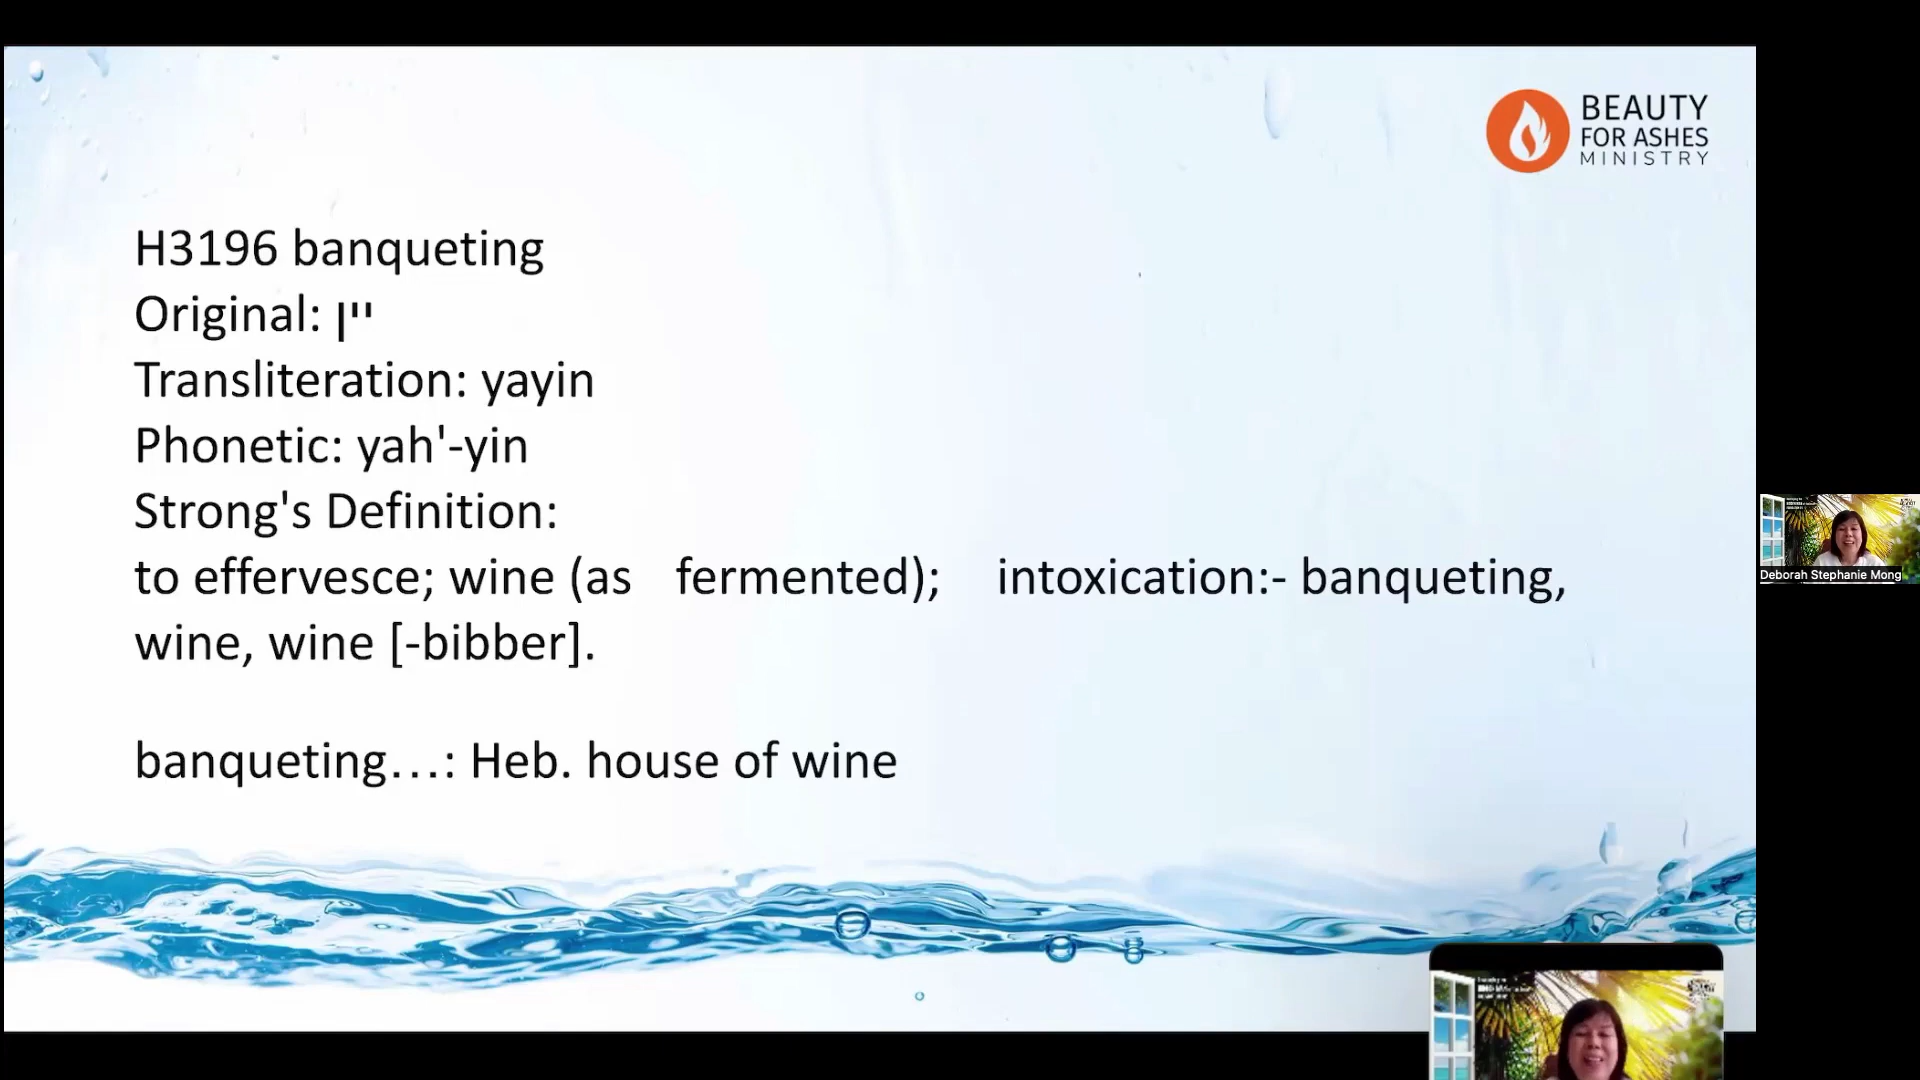 BEAUTY
FOR ASHES
MINISTRY
H3196 banqueting
Original: יין
Transliteration: yayin
Phonetic: yah'-yin
Strong's Definition:
to effervesce; wine (as fermented); intoxication:- banqueting,
wine, wine [-bibber].
banqueting…: Heb. house of wine
Deborah Stephanie Mong